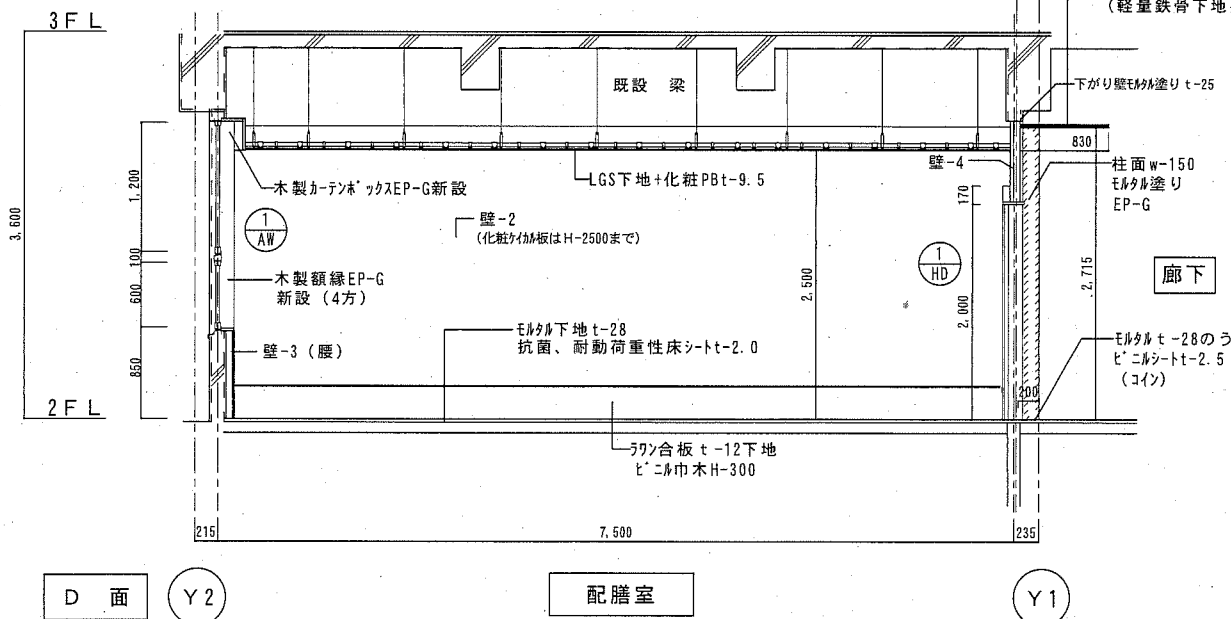 3FL
(軽量鉄骨下地
既設 梁
下がり壁ﾓﾙﾀﾙ塗り t-25
830
壁-4
柱面w-150
ﾓﾙﾀﾙ塗り
EP-G
LGS下地+化粧PBt-9.5
木製ｶｰﾃﾝﾎﾞｯｸｽEP-G新設
1,200
3,600
170
1
AW
壁-2
(化粧ｹｲｶﾙ板はH-2500まで)
1
HD
100
木製額縁EP-G
新設 (4方)
600
2,500
2,000
2,715
廊下
モルタル下地t-28
抗菌、耐動荷重性床ｼｰﾄt-2.0
壁-3 (腰)
850
ﾓﾙﾀﾙt-28のう
ﾋﾞﾆﾙｼｰﾄt-2.5
(コイン)
200
2FL
ﾗﾜﾝ合板t-12下地
ﾋﾞﾆﾙ巾木H-300
215
7,500
235
D 面
Y2
配膳室
Y1